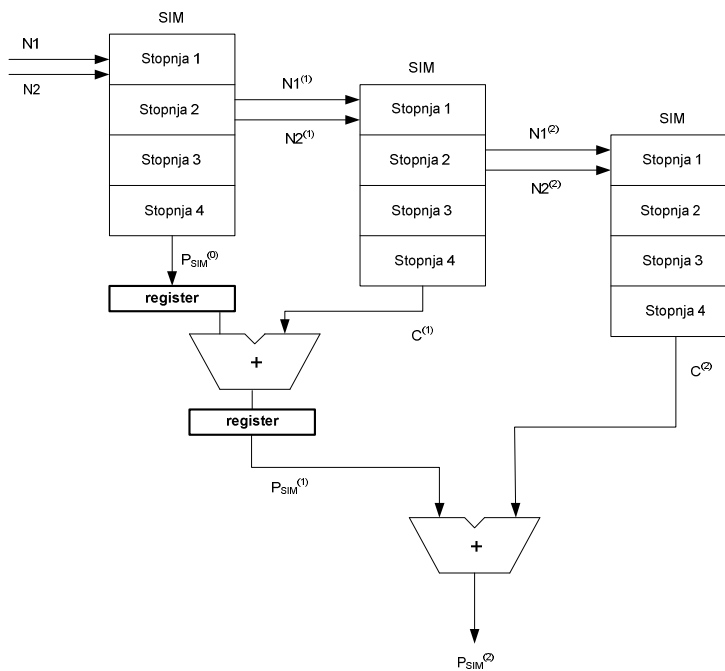 SIM
N1
N2
Stopnja 1
Stopnja 2
Stopnja 3
Stopnja 4
N1(1)
N2(1)
SIM
Stopnja 1
Stopnja 2
Stopnja 3
Stopnja 4
N1(2)
N2(2)
SIM
Stopnja 1
Stopnja 2
Stopnja 3
Stopnja 4
PSIM(0)
register
C(1)
+
register
C(2)
PSIM(1)
+
PSIM(2)